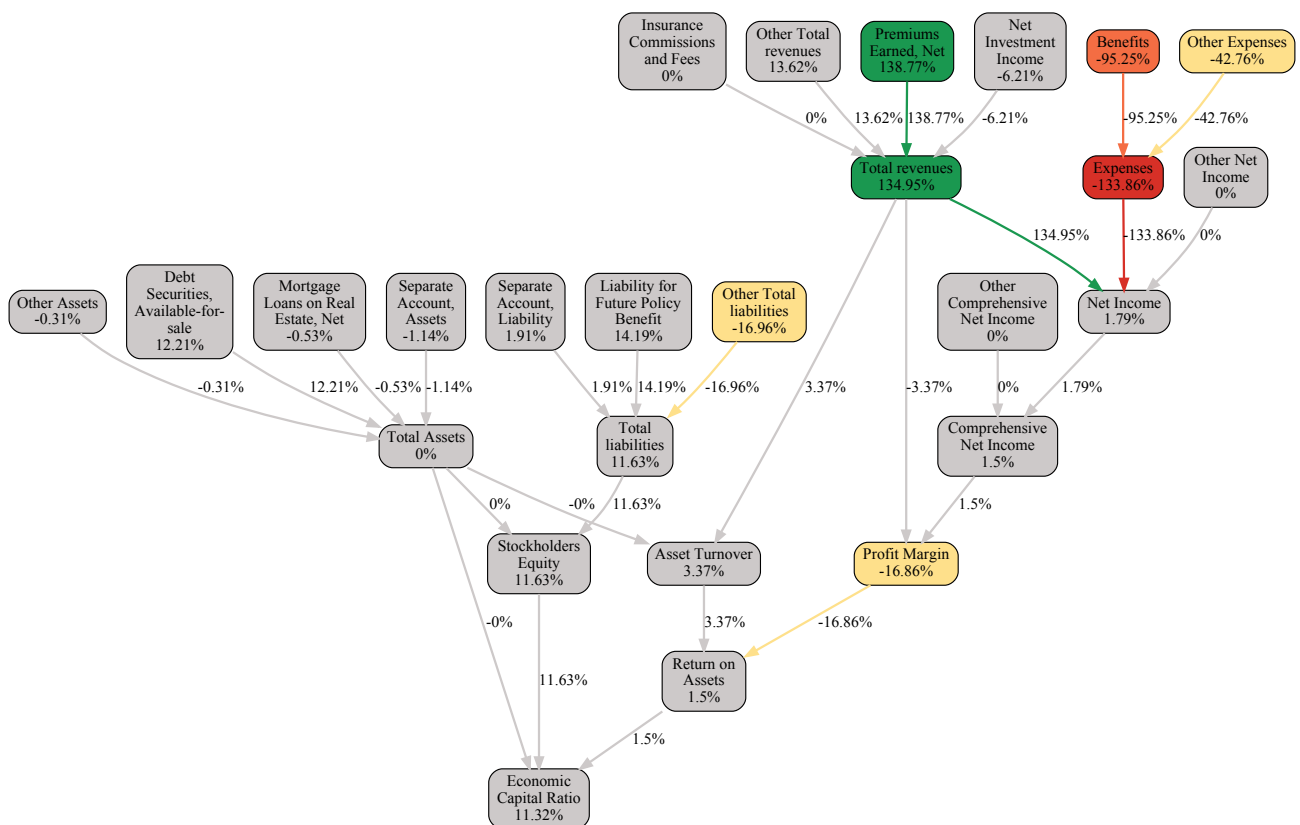 Insurance
Commissions
and Fees
0%
Other Total
revenues
13.62%
Premiums
Earned, Net
138.77%
Net
Investment
Income
-6.21%
Benefits
-95.25%
Other Expenses
-42.76%
0%
13.62%
138.77%
-6.21%
-95.25%
-42.76%
Total revenues
134.95%
Expenses
-133.86%
Other Net
Income
0%
134.95%
-133.86%
0%
Other Assets
-0.31%
Debt
Securities,
Available-for-
sale
12.21%
Mortgage
Loans on Real
Estate, Net
-0.53%
Separate
Account,
Assets
-1.14%
Separate
Account,
Liability
1.91%
Liability for
Future Policy
Benefit
14.19%
Other Total
liabilities
-16.96%
Other
Comprehensive
Net Income
0%
Net Income
1.79%
-0.31%
12.21%
-0.53%
-1.14%
1.91%
14.19%
-16.96%
3.37%
-3.37%
0%
1.79%
Total Assets
0%
Total
liabilities
11.63%
Comprehensive
Net Income
1.5%
0%
-0%
11.63%
1.5%
Stockholders
Equity
11.63%
Asset Turnover
3.37%
Profit Margin
-16.86%
-0%
11.63%
3.37%
-16.86%
Return on
Assets
1.5%
1.5%
Economic
Capital Ratio
11.32%